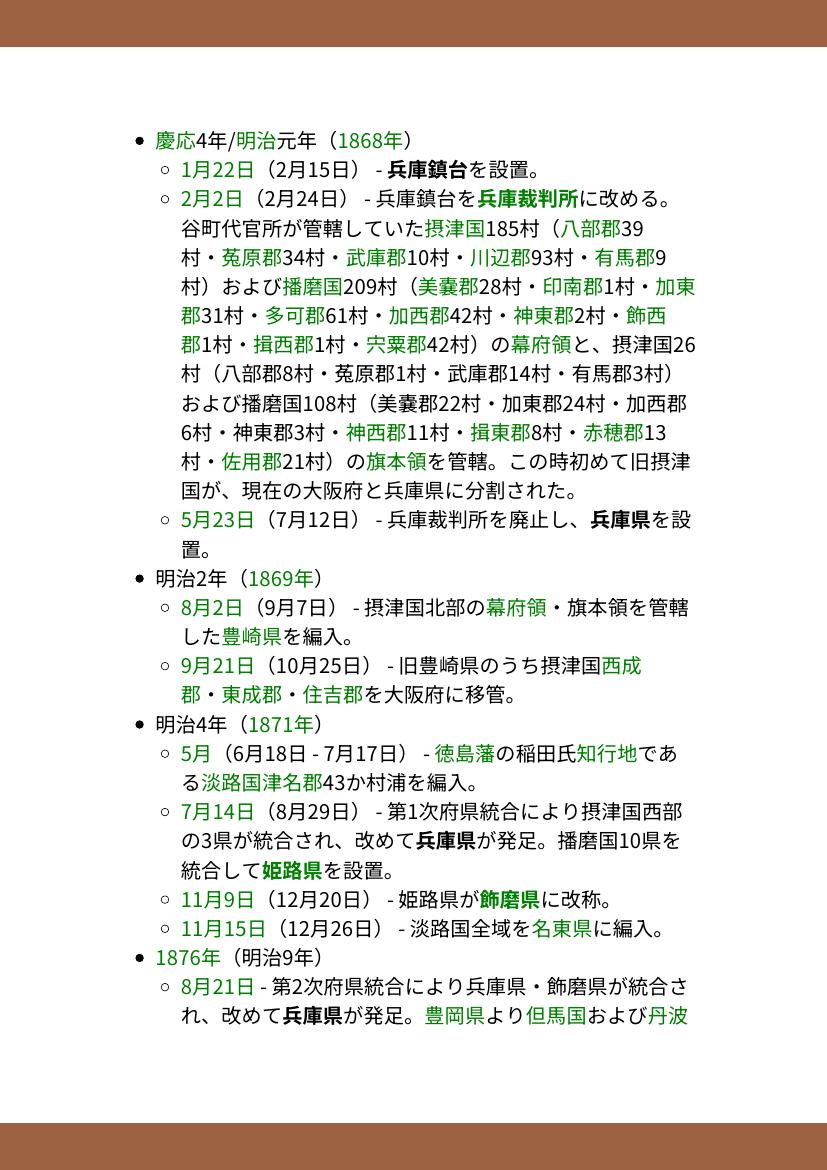 • 慶応4年/明治元年（1868年）
○ 1月22日（2月15日） - 兵庫鎮台を設置。
○ 2月2日（2月24日） - 兵庫鎮台を兵庫裁判所に改める。
谷町代官所が管轄していた摂津国185村（八部郡39
村・菟原郡34村・武庫郡10村・川辺郡93村・有馬郡9
村）および播磨国209村（美嚢郡28村・印南郡1村・加東
郡31村・多可郡61村・加西郡42村・神東郡2村・飾西
郡1村・揖西郡1村・宍粟郡42村）の幕府領と、摂津国26
村（八部郡8村・菟原郡1村・武庫郡14村・有馬郡3村）
および播磨国108村（美嚢郡22村・加東郡24村・加西郡
6村・神東郡3村・神西郡11村・揖東郡8村・赤穂郡13
村・佐用郡21村）の旗本領を管轄。この時初めて旧摂津
国が、現在の大阪府と兵庫県に分割された。
○ 5月23日（7月12日） - 兵庫裁判所を廃止し、兵庫県を設
置。
• 明治2年（1869年）
○ 8月2日（9月7日） - 摂津国北部の幕府領・旗本領を管轄
した豊崎県を編入。
○ 9月21日（10月25日） - 旧豊崎県のうち摂津国西成
郡・東成郡・住吉郡を大阪府に移管。
• 明治4年（1871年）
○ 5月（6月18日 - 7月17日） - 徳島藩の稲田氏知行地であ
る淡路国津名郡43か村浦を編入。
○ 7月14日（8月29日） - 第1次府県統合により摂津国西部
の3県が統合され、改めて兵庫県が発足。播磨国10県を
統合して姫路県を設置。
○ 11月9日（12月20日） - 姫路県が飾磨県に改称。
○ 11月15日（12月26日） - 淡路国全域を名東県に編入。
• 1876年（明治9年）
○ 8月21日 - 第2次府県統合により兵庫県・飾磨県が統合さ
れ、改めて兵庫県が発足。豊岡県より但馬国および丹波